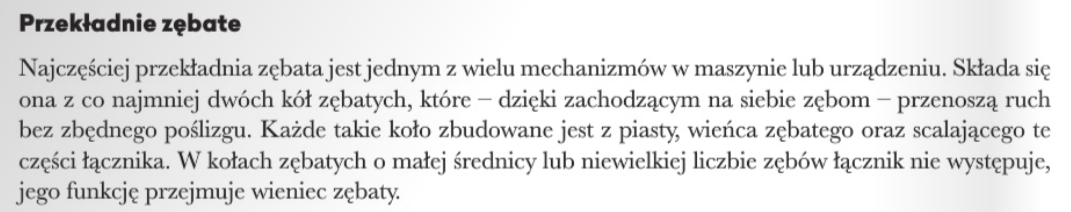 Przekładnie zębate
Najczęściej przekładnia zębata jest jednym z wielu mechanizmów w maszynie lub urządzeniu. Składa się
ona z co najmniej dwóch kół zębatych, które – dzięki zachodzącym na siebie zębom – przenoszą ruch
bez zbędnego poślizgu. Każde takie koło zbudowane jest z piasty, wieńca zębatego oraz scalającego te
części łącznika. W kołach zębatych o małej średnicy lub niewielkiej liczbie zębów łącznik nie występuje,
jego funkcję przejmuje wieniec zębaty.